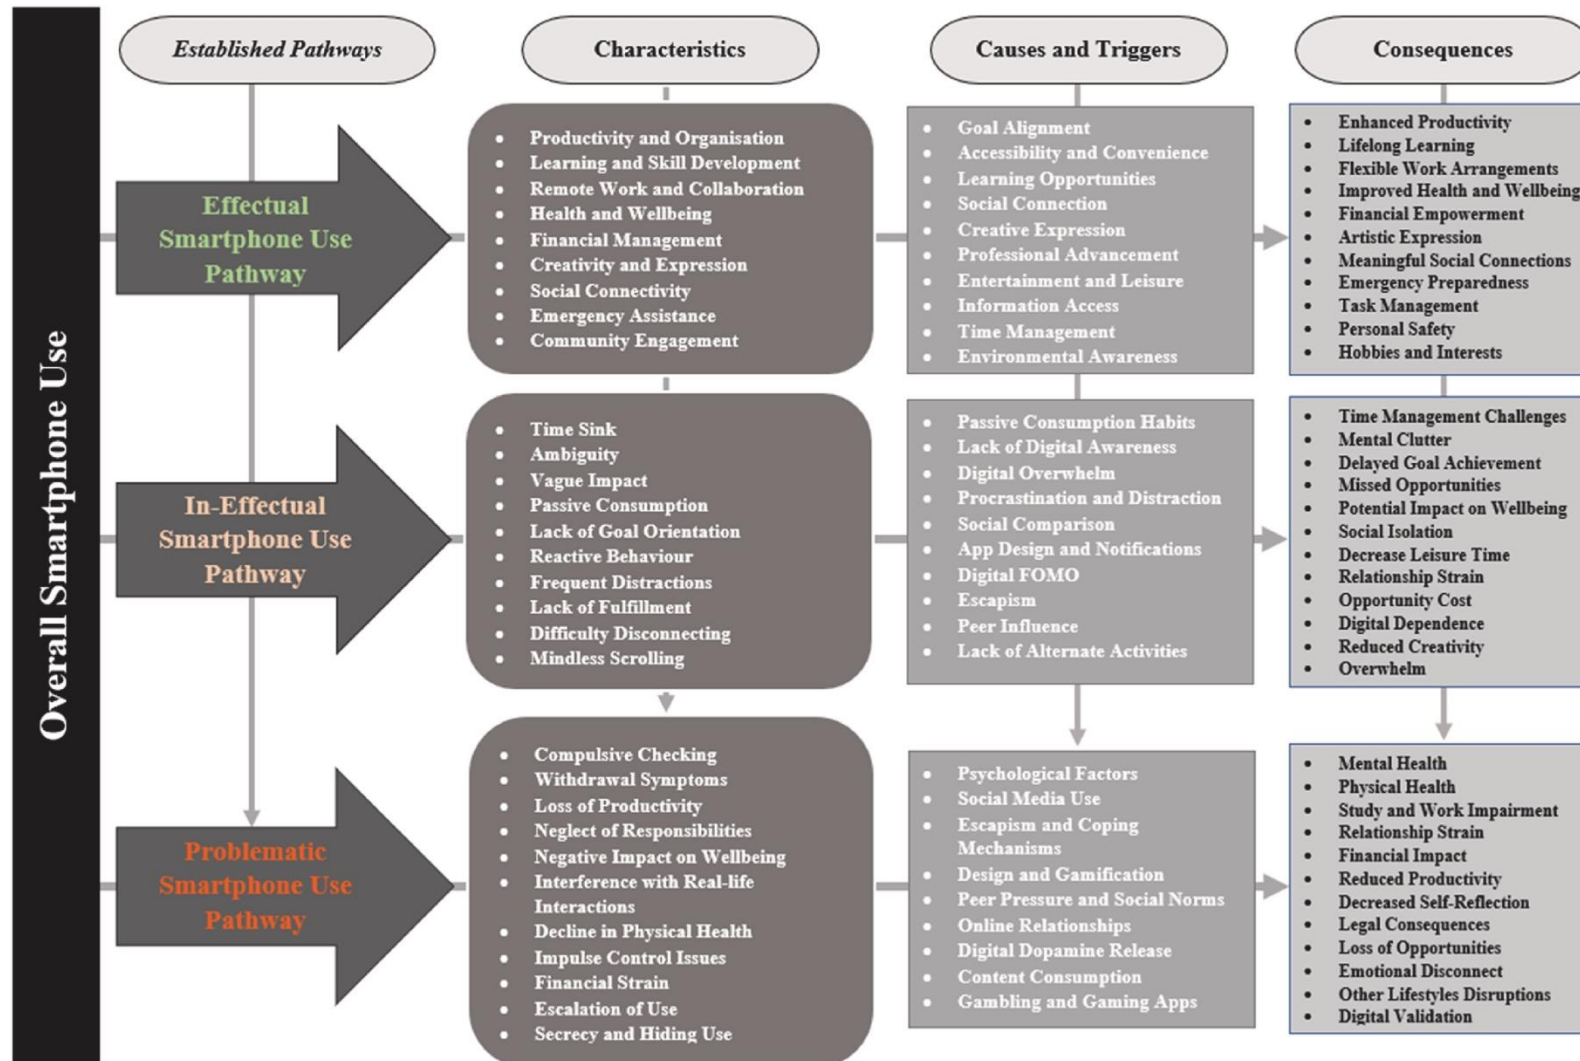 Overall Smartphone Use
Established Pathways
Characteristics
Causes and Triggers
Consequences
Effectual
Smartphone Use
Pathway
• Productivity and Organisation
• Learning and Skill Development
• Remote Work and Collaboration
• Health and Wellbeing
• Financial Management
• Creativity and Expression
• Social Connectivity
• Emergency Assistance
• Community Engagement
• Goal Alignment
• Accessibility and Convenience
• Learning Opportunities
• Social Connection
• Creative Expression
• Professional Advancement
• Entertainment and Leisure
• Information Access
• Time Management
• Environmental Awareness
• Enhanced Productivity
• Lifelong Learning
• Flexible Work Arrangements
• Improved Health and Wellbeing
• Financial Empowerment
• Artistic Expression
• Meaningful Social Connections
• Emergency Preparedness
• Task Management
• Personal Safety
• Hobbies and Interests
In-Effectual
Smartphone Use
Pathway
• Time Sink
• Ambiguity
• Vague Impact
• Passive Consumption
• Lack of Goal Orientation
• Reactive Behaviour
• Frequent Distractions
• Lack of Fulfillment
• Difficulty Disconnecting
• Mindless Scrolling
• Passive Consumption Habits
• Lack of Digital Awareness
• Digital Overwhelm
• Procrastination and Distraction
• Social Comparison
• App Design and Notifications
• Digital FOMO
• Escapism
• Peer Influence
• Lack of Alternate Activities
• Time Management Challenges
• Mental Clutter
• Delayed Goal Achievement
• Missed Opportunities
• Potential Impact on Wellbeing
• Social Isolation
• Decrease Leisure Time
• Relationship Strain
• Opportunity Cost
• Digital Dependence
• Reduced Creativity
• Overwhelm
Problematic
Smartphone Use
Pathway
• Compulsive Checking
• Withdrawal Symptoms
• Loss of Productivity
• Neglect of Responsibilities
• Negative Impact on Wellbeing
• Interference with Real-life
Interactions
• Decline in Physical Health
• Impulse Control Issues
• Financial Strain
• Escalation of Use
• Secrecy and Hiding Use
• Psychological Factors
• Social Media Use
• Escapism and Coping
Mechanisms
• Design and Gamification
• Peer Pressure and Social Norms
• Online Relationships
• Digital Dopamine Release
• Content Consumption
• Gambling and Gaming Apps
• Mental Health
• Physical Health
• Study and Work Impairment
• Relationship Strain
• Financial Impact
• Reduced Productivity
• Decreased Self-Reflection
• Legal Consequences
• Loss of Opportunities
• Emotional Disconnect
• Other Lifestyles Disruptions
• Digital Validation